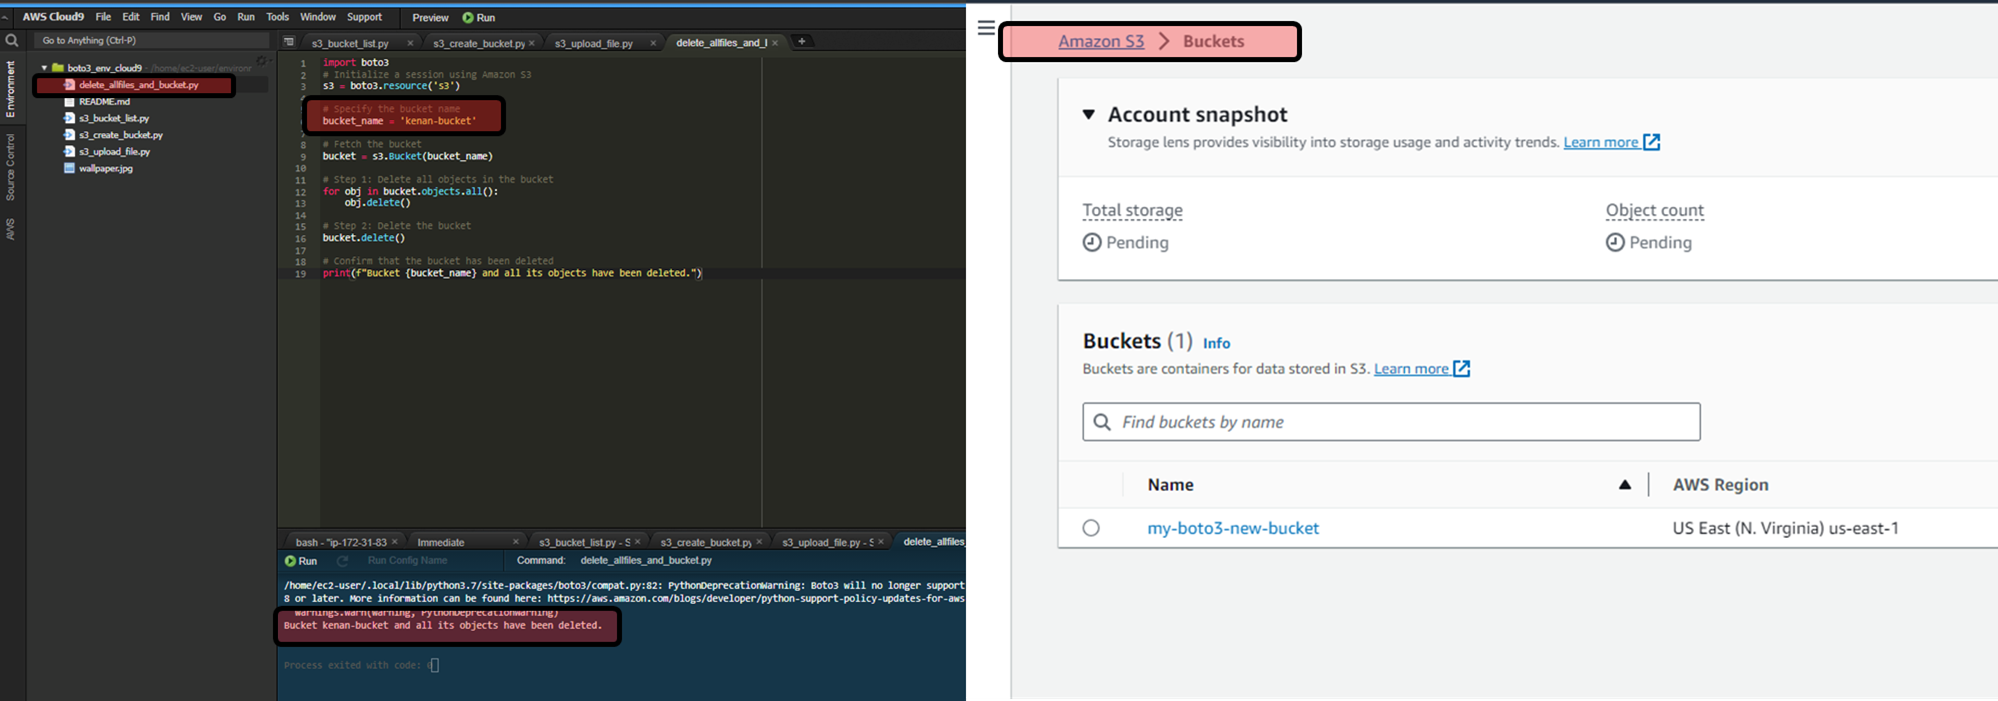 AWS Cloud9 File Edit Find View Go Run Tools Window Support Preview Run
Go to Anything (Ctrl-P)
Environment
Source Control
AWS
boto3_env_cloud9 - /home/ec2-user/environr
delete_allfiles_and_bucket.py
README.md
s3_bucket_list.py
s3_create_bucket.py
s3_upload_file.py
wallpaper.jpg
s3_bucket_list.py × s3_create_bucket.py × s3_upload_file.py × delete_allfiles_and_l ×
1 import boto3
2 # Initialize a session using Amazon S3
3 s3 = boto3.resource('s3')
# Specify the bucket name
bucket_name = 'kenan-bucket'
8 # Fetch the bucket
9 bucket = s3.Bucket(bucket_name)
10
11 # Step 1: Delete all objects in the bucket
12 for obj in bucket.objects.all():
13 obj.delete()
14
15 # Step 2: Delete the bucket
16 bucket.delete()
17
18 # Confirm that the bucket has been deleted
19 print(f"Bucket {bucket_name} and all its objects have been deleted.")
bash - "ip-172-31-83 × Immediate × s3_bucket_list.py - S × s3_create_bucket.py × s3_upload_file.py - S × delete_allfiles_
Run Run Config Name Command: delete_allfiles_and_bucket.py
/home/ec2-user/.local/lib/python3.7/site-packages/boto3/compat.py:82: PythonDeprecationWarning: Boto3 will no longer support
8 or later. More information can be found here: https://aws.amazon.com/blogs/developer/python-support-policy-updates-for-aws
warnings.warn(warning, PythonDeprecationWarning)
Bucket kenan-bucket and all its objects have been deleted.
Process exited with code: 0
Amazon S3 > Buckets
Account snapshot
Storage lens provides visibility into storage usage and activity trends. Learn more
Total storage Object count
Pending Pending
Buckets (1) Info
Buckets are containers for data stored in S3. Learn more
Find buckets by name
Name AWS Region
my-boto3-new-bucket US East (N. Virginia) us-east-1